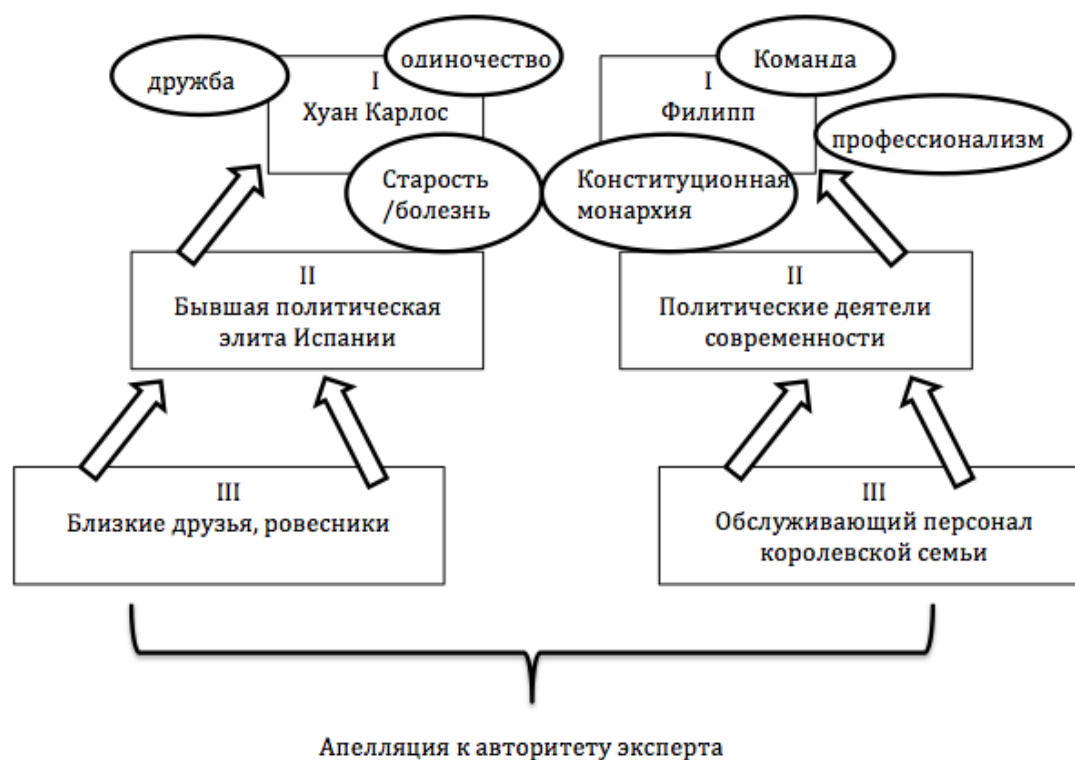 дружба
одиночество
I
Хуан Карлос
Старость
/болезнь
Команда
I
Филипп
профессионализм
Конституционная
монархия
II
Бывшая политическая
элита Испании
II
Политические деятели
современности
III
Близкие друзья, ровесники
III
Обслуживающий персонал
королевской семьи
Апелляция к авторитету эксперта